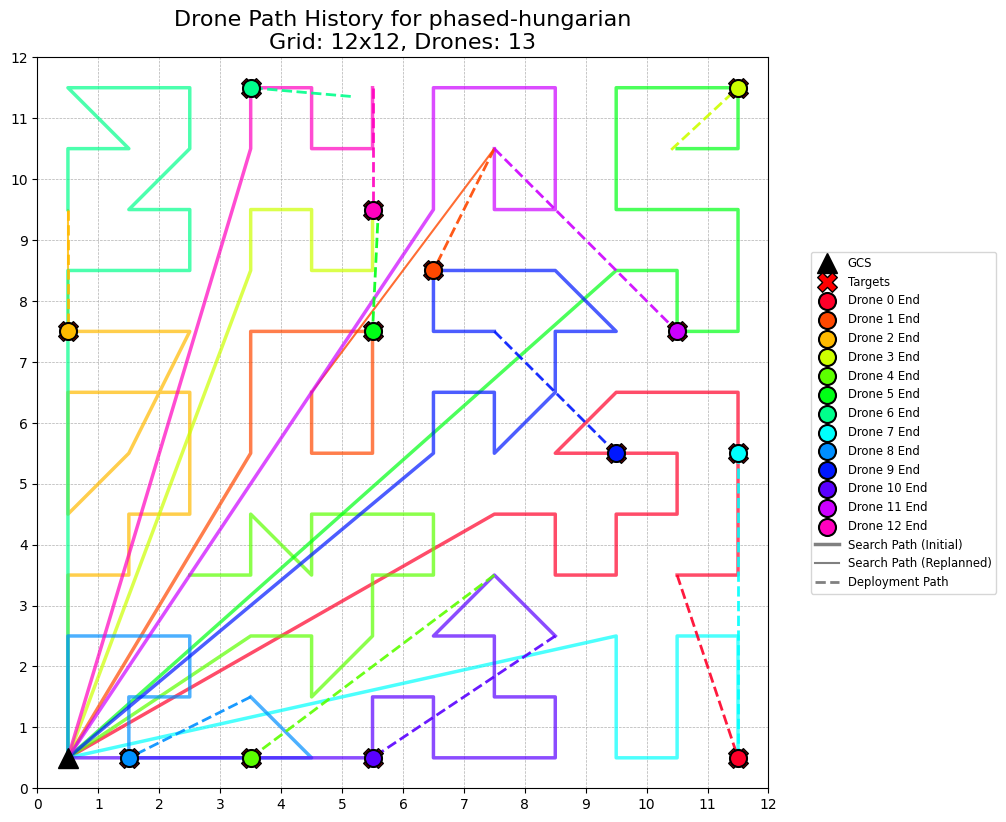 Drone Path History for phased-hungarian
Grid: 12x12, Drones: 13
12
11
10
9
8
7
6
5
4
3
2
1
0
0 1 2 3 4 5 6 7 8 9 10 11 12
GCS
Targets
Drone 0 End
Drone 1 End
Drone 2 End
Drone 3 End
Drone 4 End
Drone 5 End
Drone 6 End
Drone 7 End
Drone 8 End
Drone 9 End
Drone 10 End
Drone 11 End
Drone 12 End
Search Path (Initial)
Search Path (Replanned)
Deployment Path